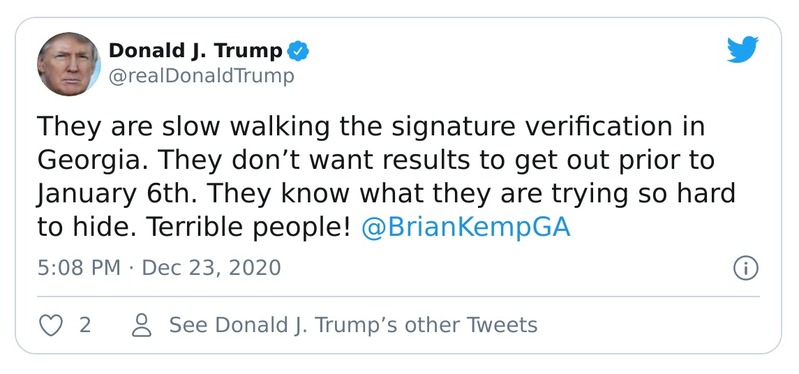 Donald J. Trump
@realDonaldTrump
They are slow walking the signature verification in
Georgia. They don’t want results to get out prior to
January 6th. They know what they are trying so hard
to hide. Terrible people! @BrianKempGA
5:08 PM · Dec 23, 2020
2
See Donald J. Trump’s other Tweets